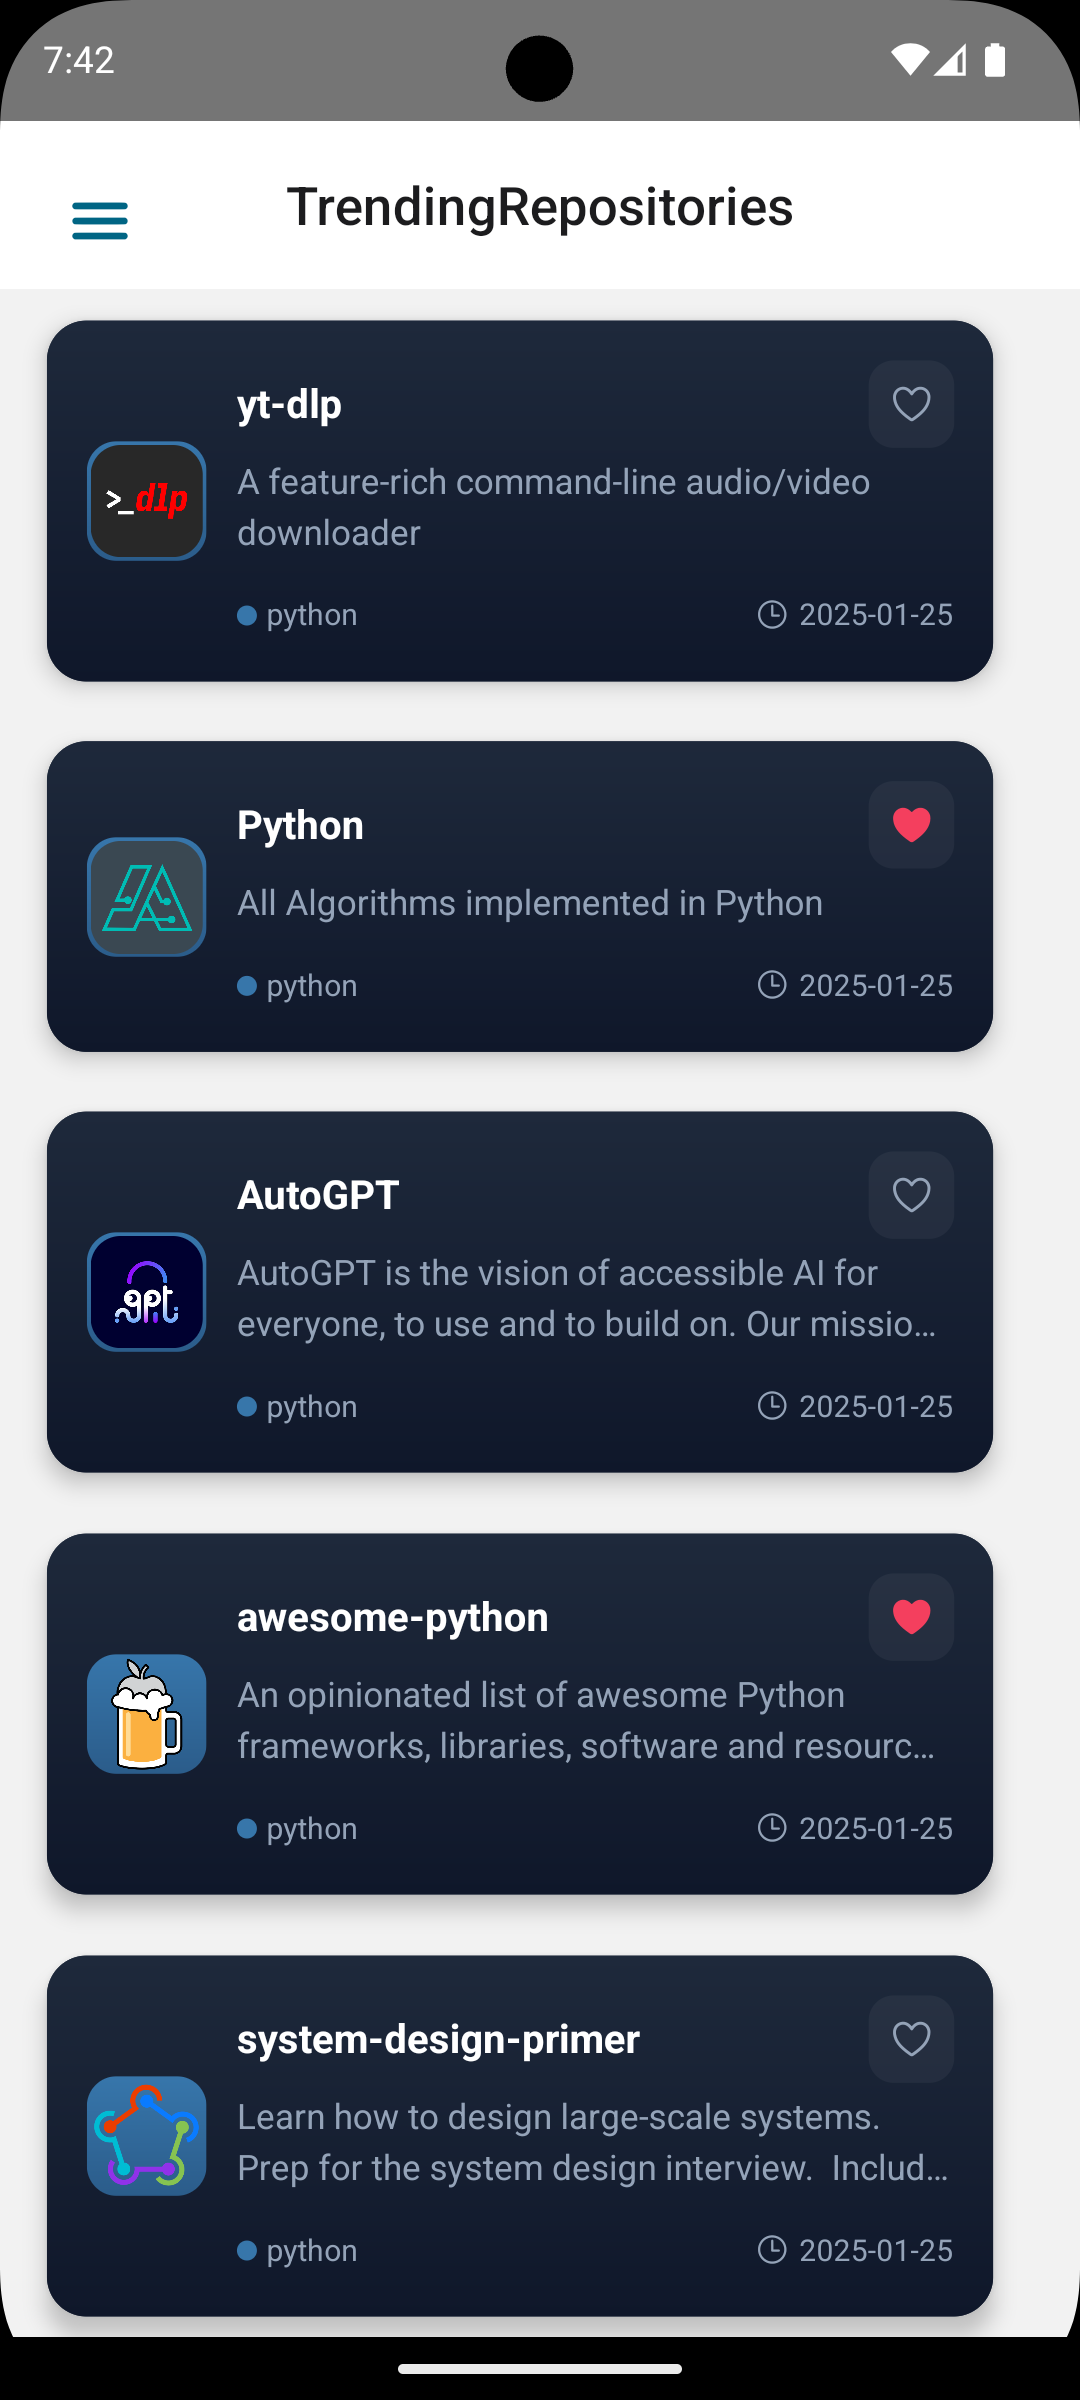 7:42
TrendingRepositories
yt-dlp
>_dlp
A feature-rich command-line audio/video
downloader
python
2025-01-25
Python
All Algorithms implemented in Python
python
2025-01-25
AutoGPT
gpt
AutoGPT is the vision of accessible AI for
everyone, to use and to build on. Our missio…
python
2025-01-25
awesome-python
An opinionated list of awesome Python
frameworks, libraries, software and resourc…
python
2025-01-25
system-design-primer
Learn how to design large-scale systems.
Prep for the system design interview.  Includ…
python
2025-01-25